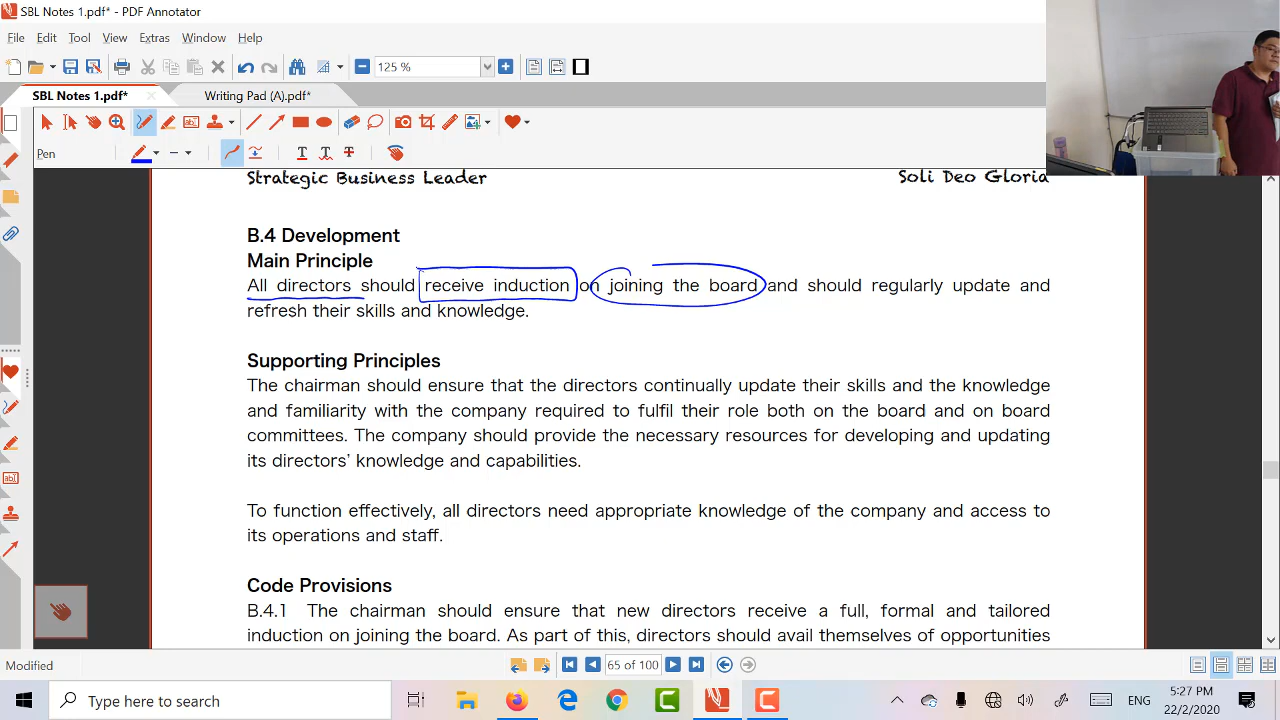 SBL Notes 1.pdf* - PDF Annotator
File Edit Tool View Extras Window Help
125 %
SBL Notes 1.pdf* Writing Pad (A).pdf*
Pen
Strategic Business Leader Soli Deo Gloria
B.4 Development
Main Principle
All directors should receive induction on joining the board and should regularly update and
refresh their skills and knowledge.
Supporting Principles
The chairman should ensure that the directors continually update their skills and the knowledge
and familiarity with the company required to fulfil their role both on the board and on board
committees. The company should provide the necessary resources for developing and updating
its directors' knowledge and capabilities.
To function effectively, all directors need appropriate knowledge of the company and access to
its operations and staff.
Code Provisions
B.4.1 The chairman should ensure that new directors receive a full, formal and tailored
induction on joining the board. As part of this, directors should avail themselves of opportunities
Modified 65 of 100
Type here to search ENG 5:27 PM
22/2/2020